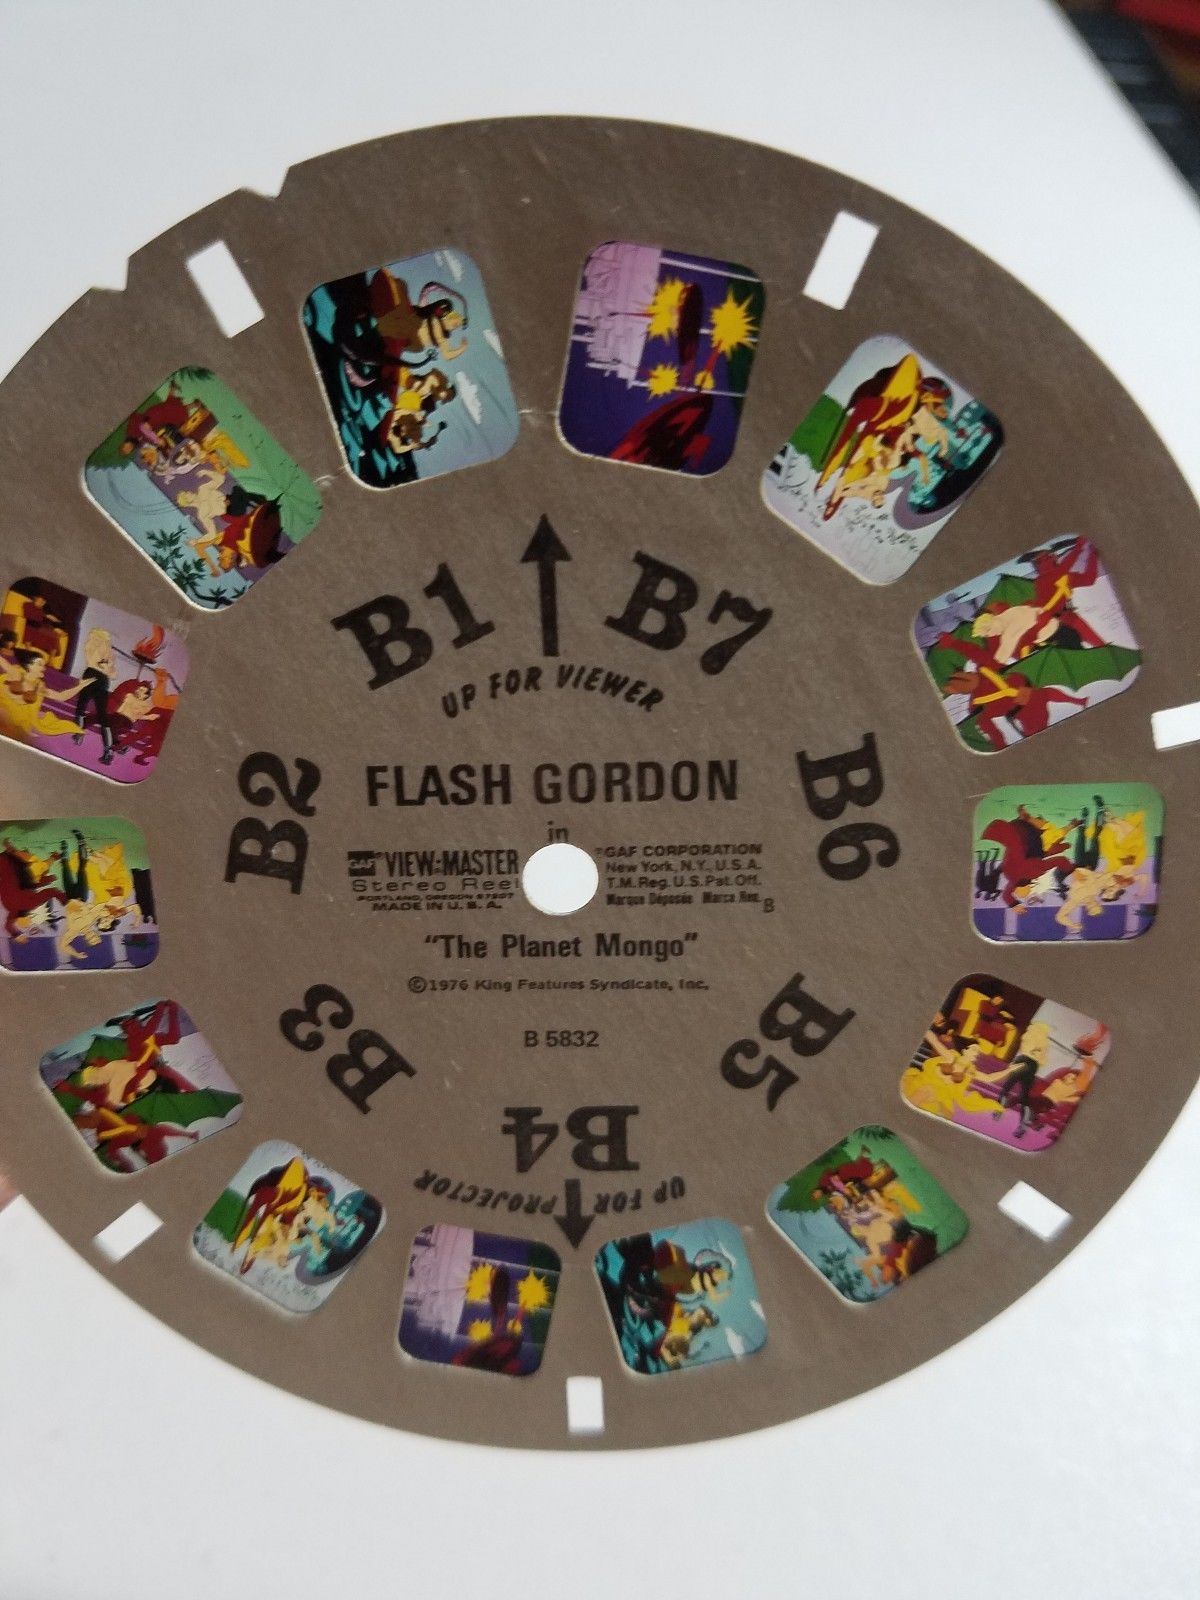 B1 B7
UP FOR VIEWER
FLASH GORDON
in
GAF VIEW-MASTER
Stereo Reel
PORTLAND, OREGON 97207
MADE IN U.S.A.
GAF CORPORATION
New York, N.Y., U.S.A.
T.M. Reg. U.S. Pat. Off.
Marque Déposée Marca Reg.
B
"The Planet Mongo"
©1976 King Features Syndicate, Inc.
B 5832
B2
B6
B3
B5
B4
UP FOR PROJECTOR